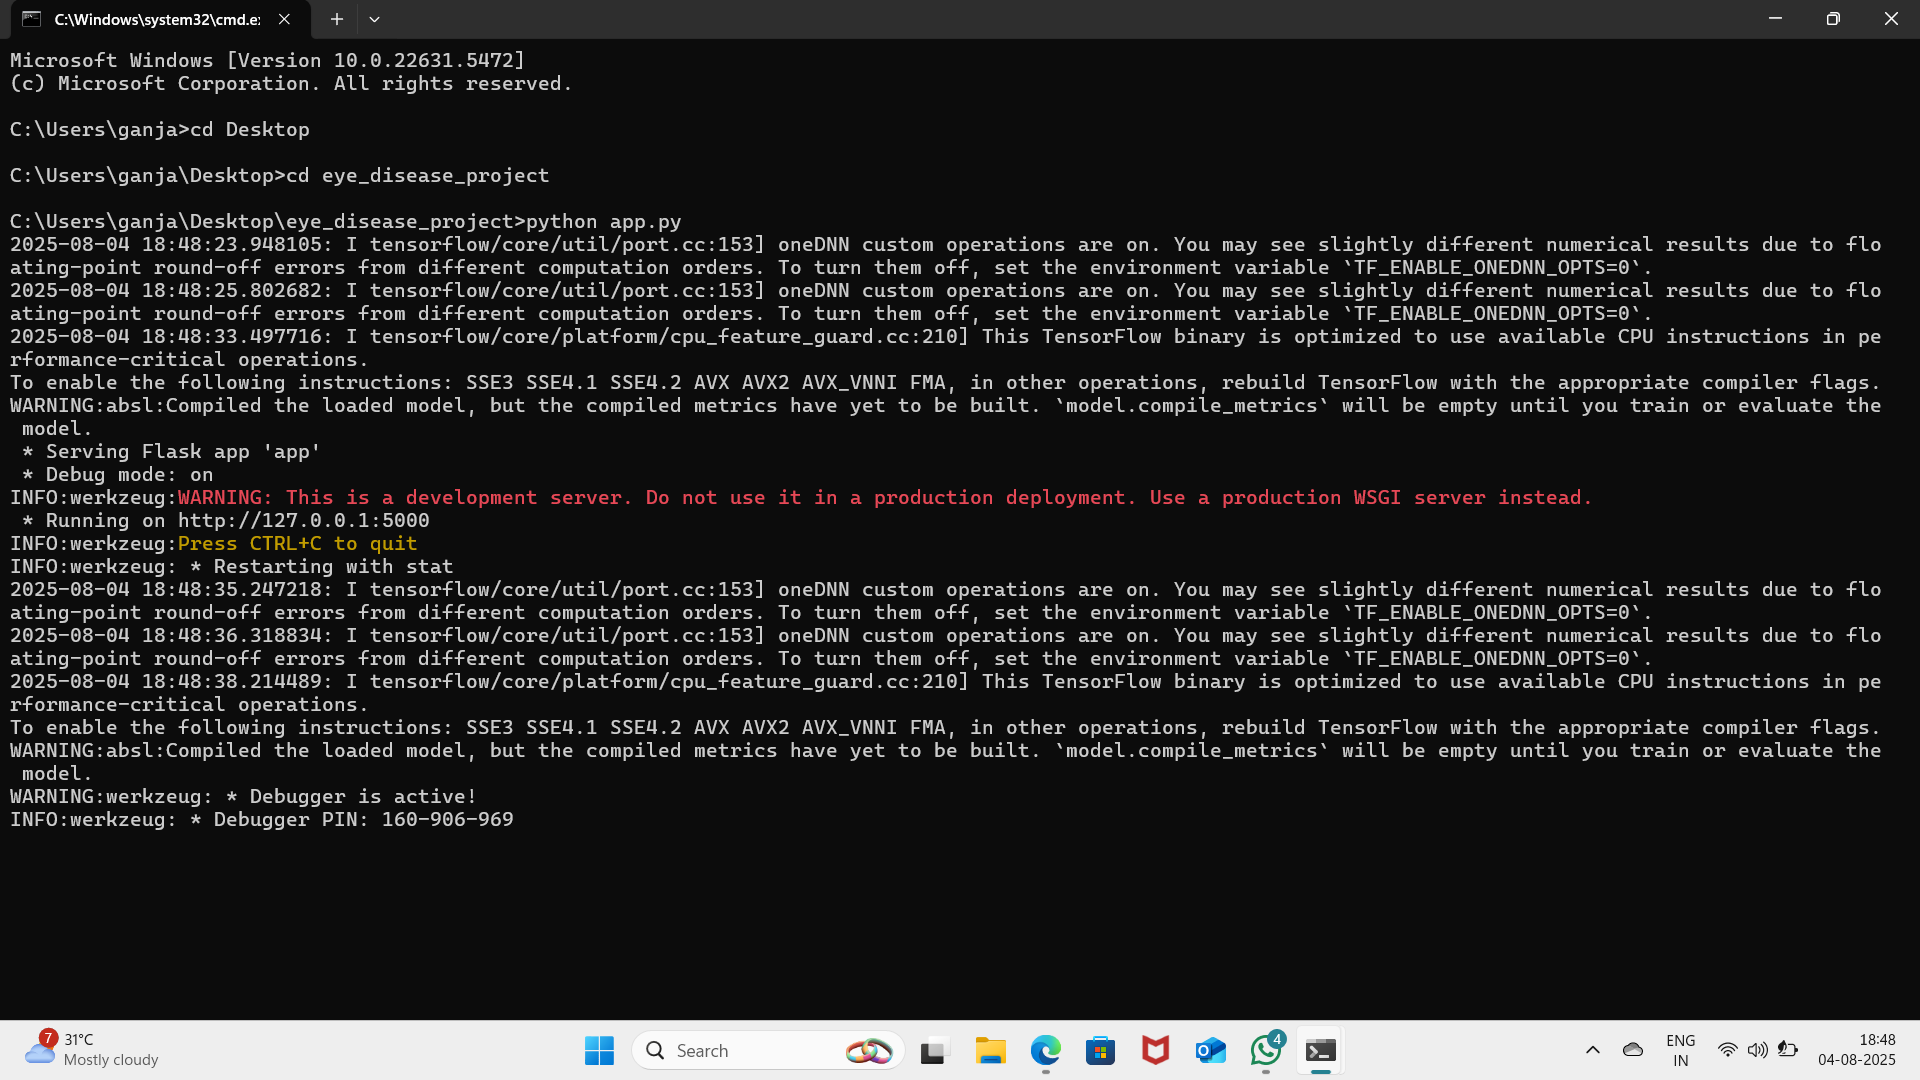 C:\Windows\system32\cmd.e
Microsoft Windows [Version 10.0.22631.5472]
(c) Microsoft Corporation. All rights reserved.
C:\Users\ganja>cd Desktop
C:\Users\ganja\Desktop>cd eye_disease_project
C:\Users\ganja\Desktop\eye_disease_project>python app.py
2025-08-04 18:48:23.948105: I tensorflow/core/util/port.cc:153] oneDNN custom operations are on. You may see slightly different numerical results due to flo
ating-point round-off errors from different computation orders. To turn them off, set the environment variable `TF_ENABLE_ONEDNN_OPTS=0`.
2025-08-04 18:48:25.802682: I tensorflow/core/util/port.cc:153] oneDNN custom operations are on. You may see slightly different numerical results due to flo
ating-point round-off errors from different computation orders. To turn them off, set the environment variable `TF_ENABLE_ONEDNN_OPTS=0`.
2025-08-04 18:48:33.497716: I tensorflow/core/platform/cpu_feature_guard.cc:210] This TensorFlow binary is optimized to use available CPU instructions in pe
rformance-critical operations.
To enable the following instructions: SSE3 SSE4.1 SSE4.2 AVX AVX2 AVX_VNNI FMA, in other operations, rebuild TensorFlow with the appropriate compiler flags.
WARNING:absl:Compiled the loaded model, but the compiled metrics have yet to be built. `model.compile_metrics` will be empty until you train or evaluate the
 model.
 * Serving Flask app 'app'
 * Debug mode: on
INFO:werkzeug:WARNING: This is a development server. Do not use it in a production deployment. Use a production WSGI server instead.
 * Running on http://127.0.0.1:5000
INFO:werkzeug:Press CTRL+C to quit
INFO:werkzeug: * Restarting with stat
2025-08-04 18:48:35.247218: I tensorflow/core/util/port.cc:153] oneDNN custom operations are on. You may see slightly different numerical results due to flo
ating-point round-off errors from different computation orders. To turn them off, set the environment variable `TF_ENABLE_ONEDNN_OPTS=0`.
2025-08-04 18:48:36.318834: I tensorflow/core/util/port.cc:153] oneDNN custom operations are on. You may see slightly different numerical results due to flo
ating-point round-off errors from different computation orders. To turn them off, set the environment variable `TF_ENABLE_ONEDNN_OPTS=0`.
2025-08-04 18:48:38.214489: I tensorflow/core/platform/cpu_feature_guard.cc:210] This TensorFlow binary is optimized to use available CPU instructions in pe
rformance-critical operations.
To enable the following instructions: SSE3 SSE4.1 SSE4.2 AVX AVX2 AVX_VNNI FMA, in other operations, rebuild TensorFlow with the appropriate compiler flags.
WARNING:absl:Compiled the loaded model, but the compiled metrics have yet to be built. `model.compile_metrics` will be empty until you train or evaluate the
 model.
WARNING:werkzeug: * Debugger is active!
INFO:werkzeug: * Debugger PIN: 160-906-969
7
31°C
Mostly cloudy
Search
4
ENG
IN
18:48
04-08-2025